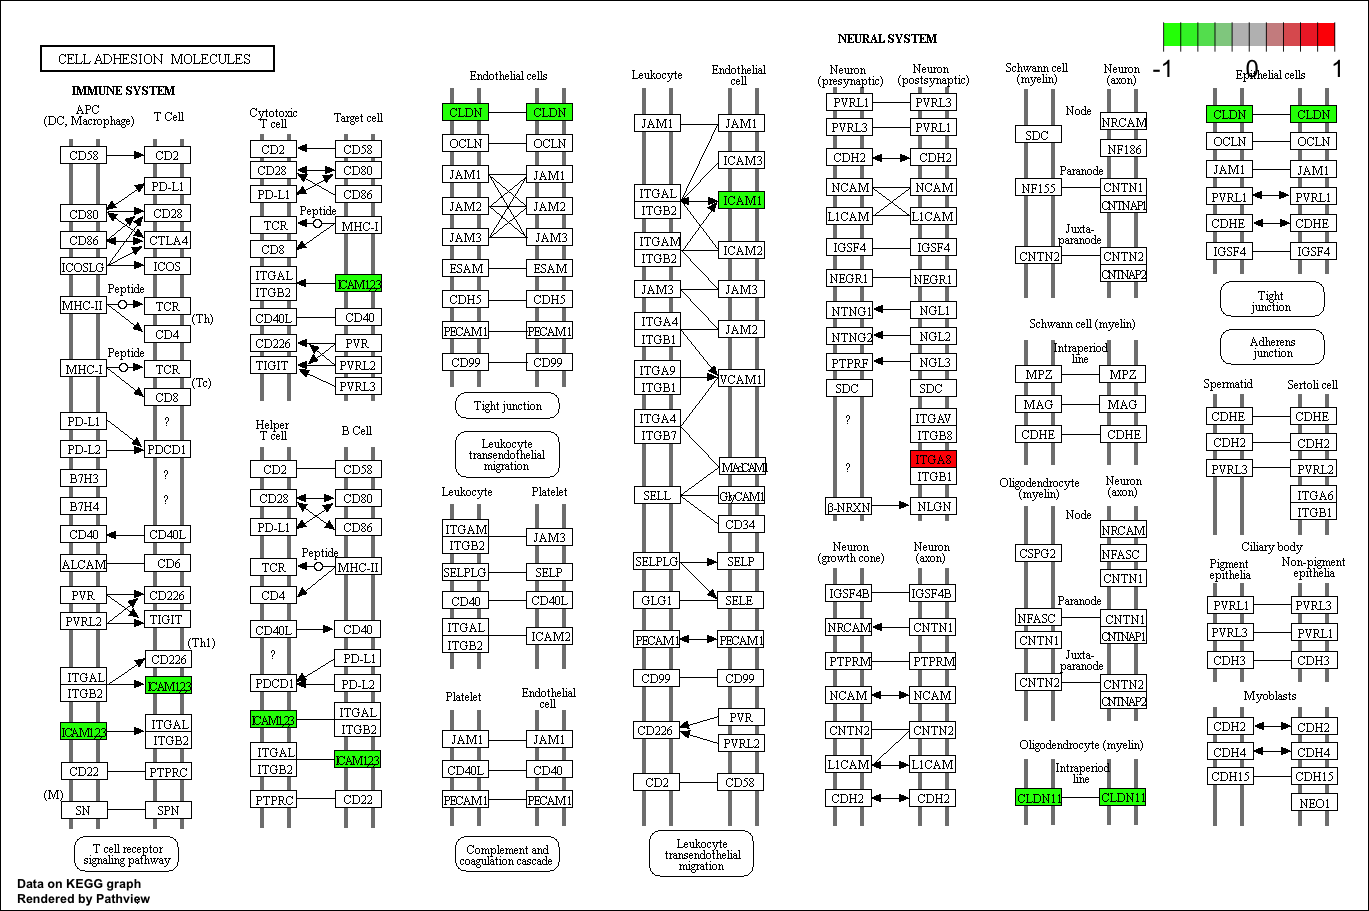 CELL ADHESION MOLECULES
IMMUNE SYSTEM
APC
(DC, Macrophage)
T Cell
CD58
CD2
PD-L1
CD80
CD28
CD86
CTLA4
ICOSLG
ICOS
Peptide
MHC-II
TCR
(Th)
CD4
Peptide
MHC-I
TCR
(Tc)
CD8
PD-L1
?
PD-L2
PDCD1
B7H3
?
B7H4
?
CD40
CD40L
ALCAM
CD6
PVR
CD226
PVRL2
TIGIT
(Th1)
CD226
ITGAL
ITGB2
ICAM123
ICAM123
ITGAL
ITGB2
CD22
PTPRC
(M)
SN
SPN
T cell receptor
signaling pathway
Cytotoxic
T cell
Target cell
CD2
CD58
CD28
CD80
PD-L1
CD86
Peptide
TCR
MHC-I
CD8
ITGAL
ITGB2
ICAM123
CD40L
CD40
CD226
PVR
TIGIT
PVRL2
PVRL3
Helper
T cell
B Cell
CD2
CD58
CD28
CD80
PD-L1
CD86
Peptide
TCR
MHC-II
CD4
CD40L
CD40
?
PD-L1
PDCD1
PD-L2
ICAM123
ITGAL
ITGB2
ITGAL
ITGB2
ICAM123
PTPRC
CD22
Endothelial cells
CLDN
CLDN
OCLN
OCLN
JAM1
JAM1
JAM2
JAM2
JAM3
JAM3
ESAM
ESAM
CDH5
CDH5
PECAM1
PECAM1
CD99
CD99
Tight junction
Leukocyte
transendothelial
migration
Leukocyte
Platelet
ITGAM
ITGB2
JAM3
SELPLG
SELP
CD40
CD40L
ITGAL
ITGB2
ICAM2
Platelet
Endothelial
cell
JAM1
JAM1
CD40L
CD40
PECAM1
PECAM1
Complement and
coagulation cascade
Leukocyte
Endothelial
cell
JAM1
JAM1
ICAM3
ITGAL
ITGB2
ICAM1
ITGAM
ITGB2
ICAM2
JAM3
JAM3
ITGA4
ITGB1
JAM2
ITGA9
ITGB1
VCAM1
ITGA4
ITGB7
MAdCAM1
SELL
GlyCAM1
CD34
SELPLG
SELP
GLG1
SELE
PECAM1
PECAM1
CD99
CD99
CD226
PVR
PVRL2
CD2
CD58
Leukocyte
transendothelial
migration
NEURAL SYSTEM
Neuron
(presynaptic)
Neuron
(postsynaptic)
PVRL1
PVRL3
PVRL3
PVRL1
CDH2
CDH2
NCAM
NCAM
L1CAM
L1CAM
IGSF4
IGSF4
NEGR1
NEGR1
NTNG1
NGL1
NTNG2
NGL2
PTPRF
NGL3
SDC
SDC
?
ITGAV
ITGB8
?
ITGA8
ITGB1
β-NRXN
NLGN
Neuron
(growth cone)
Neuron
(axon)
IGSF4B
IGSF4B
NRCAM
CNTN1
PTPRM
PTPRM
NCAM
NCAM
CNTN2
CNTN2
L1CAM
L1CAM
CDH2
CDH2
Schwann cell
(myelin)
Neuron
(axon)
Node
NRCAM
SDC
NF186
Paranode
NF155
CNTN1
CNTNAP1
Juxta-
paranode
CNTN2
CNTN2
CNTNAP2
Schwann cell (myelin)
Intraperiod
line
MPZ
MPZ
MAG
MAG
CDHE
CDHE
Oligodendrocyte
(myelin)
Neuron
(axon)
Node
NRCAM
CSPG2
NFASC
CNTN1
Paranode
NFASC
CNTN1
CNTN1
CNTNAP1
Juxta-
paranode
CNTN2
CNTN2
CNTNAP2
Oligodendrocyte (myelin)
Intraperiod
line
CLDN11
CLDN11
-1
0
1
Epithelial cells
CLDN
CLDN
OCLN
OCLN
JAM1
JAM1
PVRL1
PVRL1
CDHE
CDHE
IGSF4
IGSF4
Tight
junction
Adherens
junction
Spermatid
Sertoli cell
CDHE
CDHE
CDH2
CDH2
PVRL3
PVRL2
ITGA6
ITGB1
Ciliary body
Pigment
epithelia
Non-pigment
epithelia
PVRL1
PVRL3
PVRL3
PVRL1
CDH3
CDH3
Myoblasts
CDH2
CDH2
CDH4
CDH4
CDH15
CDH15
NEO1
Data on KEGG graph
Rendered by Pathview